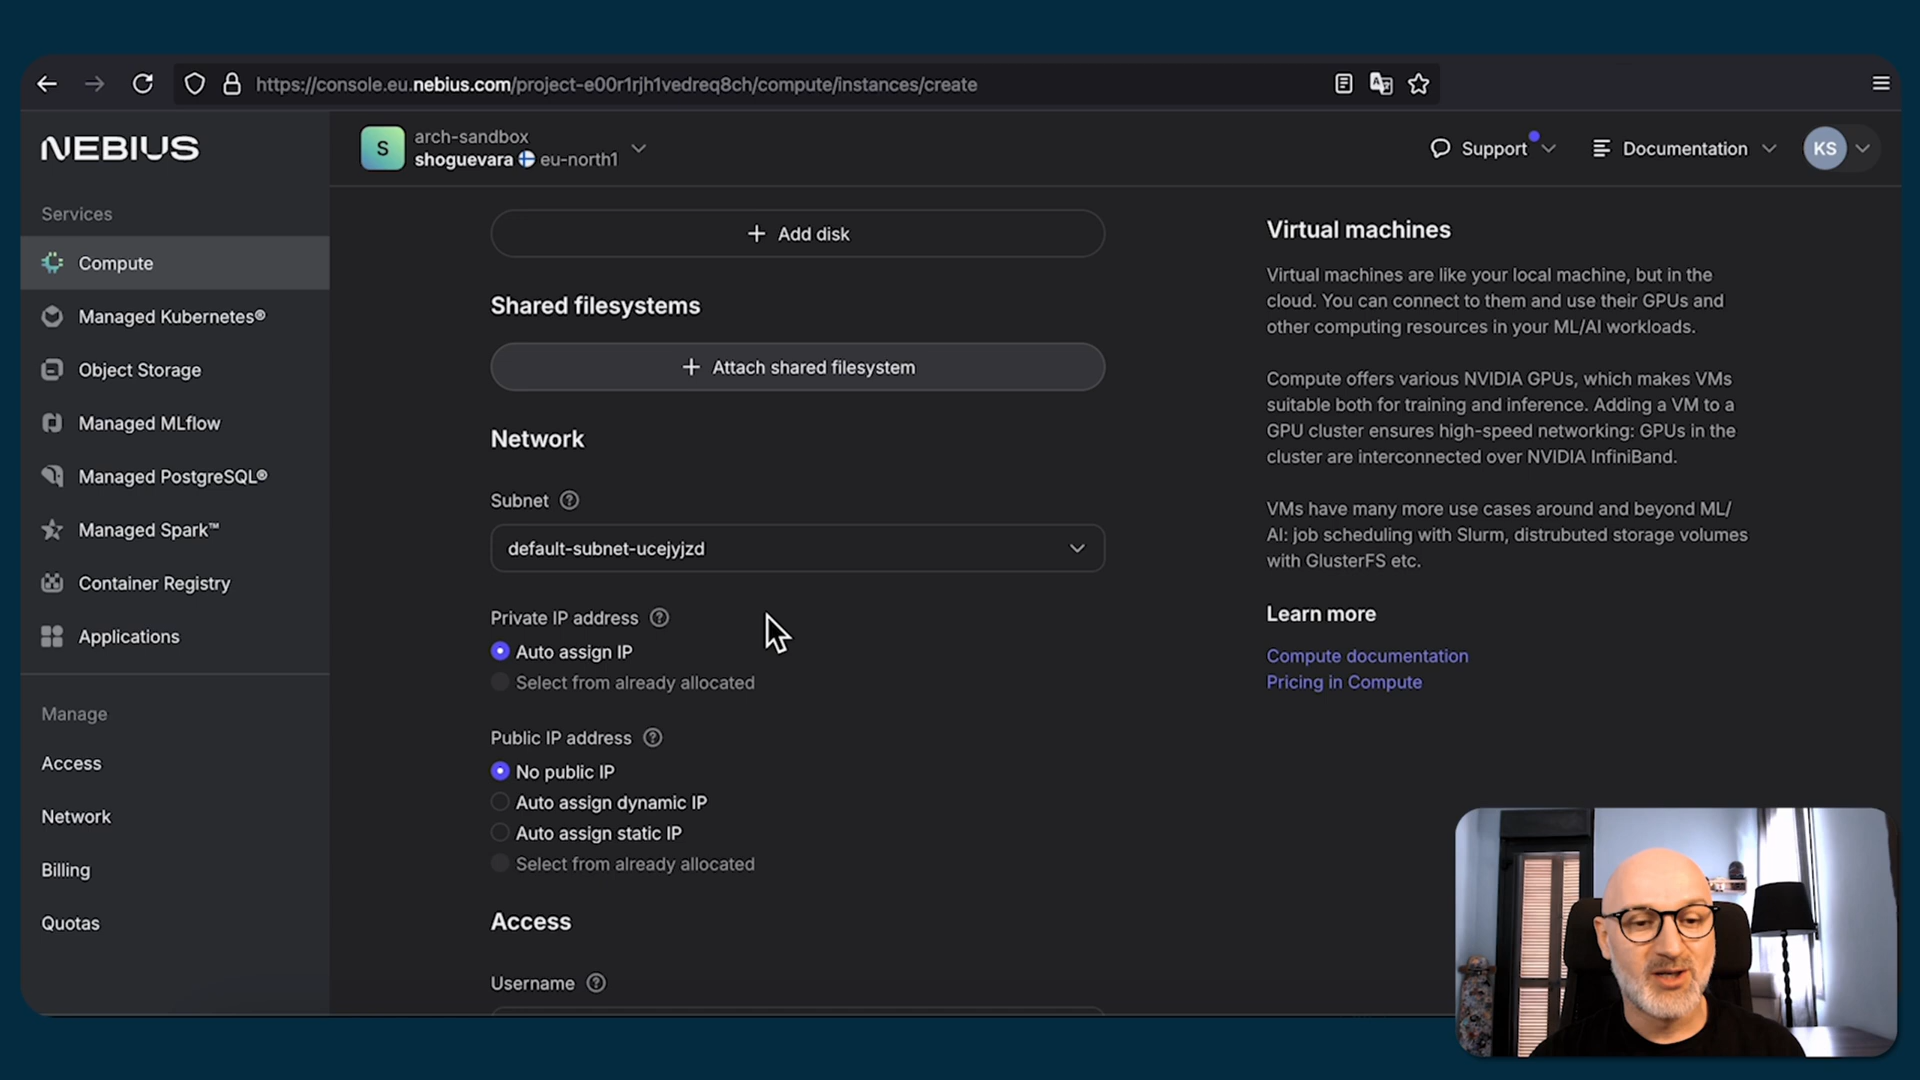 https://console.eu.nebius.com/project-e00r1rjh1vedreq8ch/compute/instances/create
NEBIUS
S
arch-sandbox
shoguevara eu-north1
Support
Documentation
KS
Services
Compute
Managed Kubernetes®
Object Storage
Managed MLflow
Managed PostgreSQL®
Managed Spark™
Container Registry
Applications
Manage
Access
Network
Billing
Quotas
+ Add disk
Shared filesystems
+ Attach shared filesystem
Network
Subnet ?
default-subnet-ucejyjzd
Private IP address ?
Auto assign IP
Select from already allocated
Public IP address ?
No public IP
Auto assign dynamic IP
Auto assign static IP
Select from already allocated
Access
Username ?
Virtual machines
Virtual machines are like your local machine, but in the
cloud. You can connect to them and use their GPUs and
other computing resources in your ML/AI workloads.
Compute offers various NVIDIA GPUs, which makes VMs
suitable both for training and inference. Adding a VM to a
GPU cluster ensures high-speed networking: GPUs in the
cluster are interconnected over NVIDIA InfiniBand.
VMs have many more use cases around and beyond ML/
AI: job scheduling with Slurm, distrubuted storage volumes
with GlusterFS etc.
Learn more
Compute documentation
Pricing in Compute